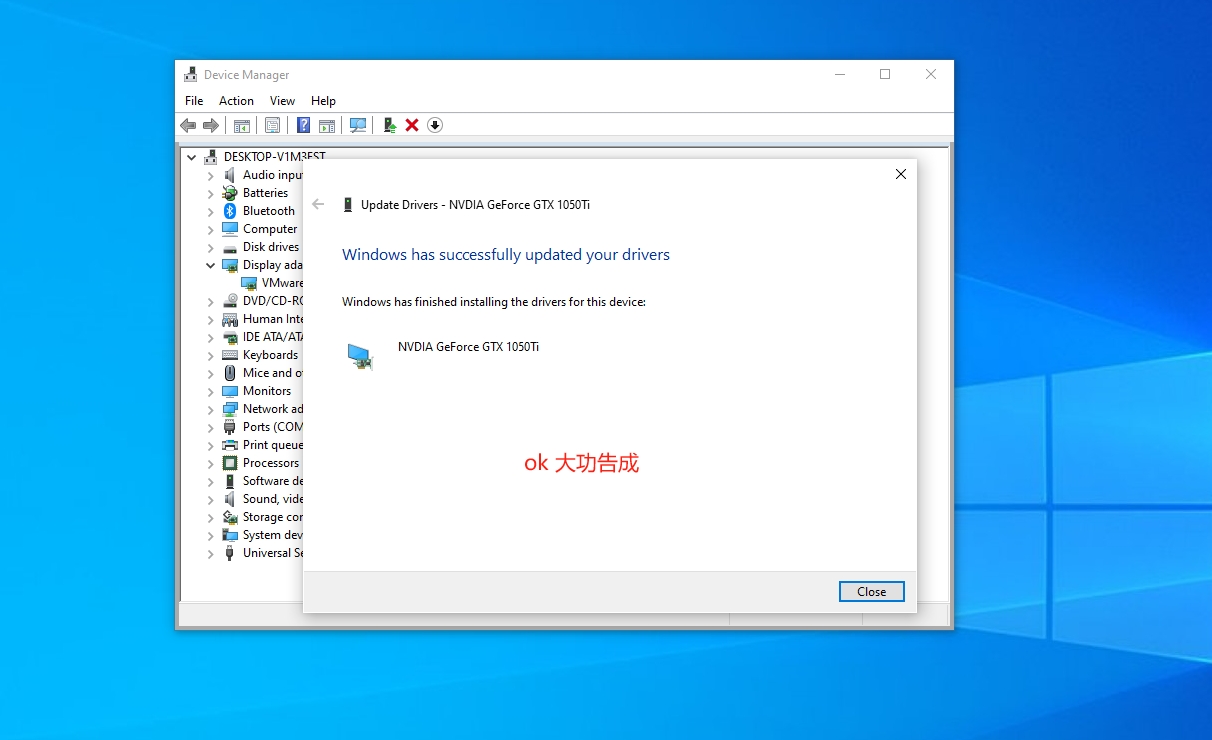 Device Manager
File Action View Help
DESKTOP-V1M3FST
Audio inpu
Batteries
Bluetooth
Computer
Disk drives
Display ada
VMware
DVD/CD-RO
Human Inte
IDE ATA/ATA
Keyboards
Mice and o
Monitors
Network ad
Ports (COM
Print queue
Processors
Software de
Sound, vide
Storage con
System dev
Universal Se
Update Drivers - NVDIA GeForce GTX 1050Ti
Windows has successfully updated your drivers
Windows has finished installing the drivers for this device:
NVDIA GeForce GTX 1050Ti
ok 大功告成
Close